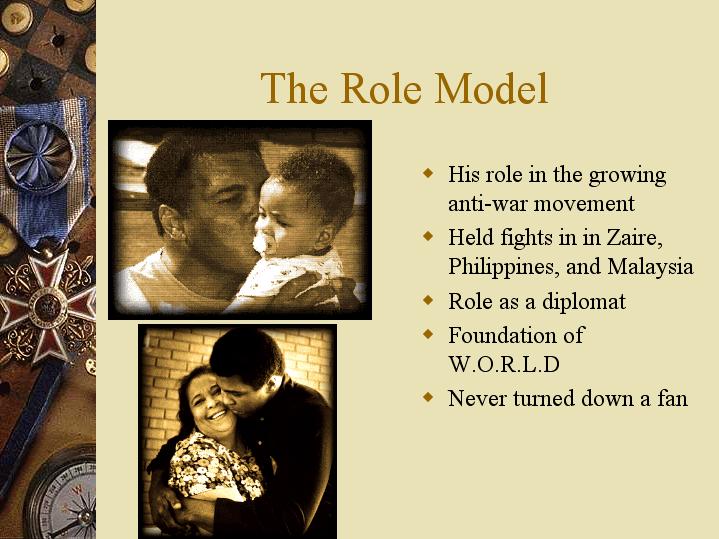 The Role Model
His role in the growing
anti-war movement
Held fights in in Zaire,
Philippines, and Malaysia
Role as a diplomat
Foundation of
W.O.R.L.D
Never turned down a fan